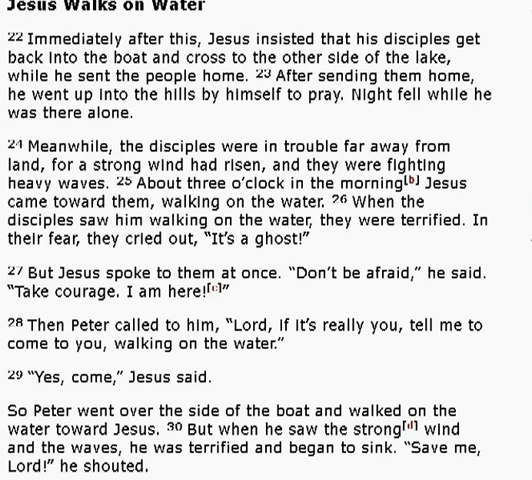 Jesus Walks on Water
22 Immediately after this, Jesus insisted that his disciples get
back into the boat and cross to the other side of the lake,
while he sent the people home. 23 After sending them home,
he went up into the hills by himself to pray. Night fell while he
was there alone.
24 Meanwhile, the disciples were in trouble far away from
land, for a strong wind had risen, and they were fighting
heavy waves. 25 About three o’clock in the morning[b] Jesus
came toward them, walking on the water. 26 When the
disciples saw him walking on the water, they were terrified. In
their fear, they cried out, “It’s a ghost!”
27 But Jesus spoke to them at once. “Don’t be afraid,” he said.
“Take courage. I am here![c]”
28 Then Peter called to him, “Lord, if it’s really you, tell me to
come to you, walking on the water.”
29 “Yes, come,” Jesus said.
So Peter went over the side of the boat and walked on the
water toward Jesus. 30 But when he saw the strong[d] wind
and the waves, he was terrified and began to sink. “Save me,
Lord!” he shouted.